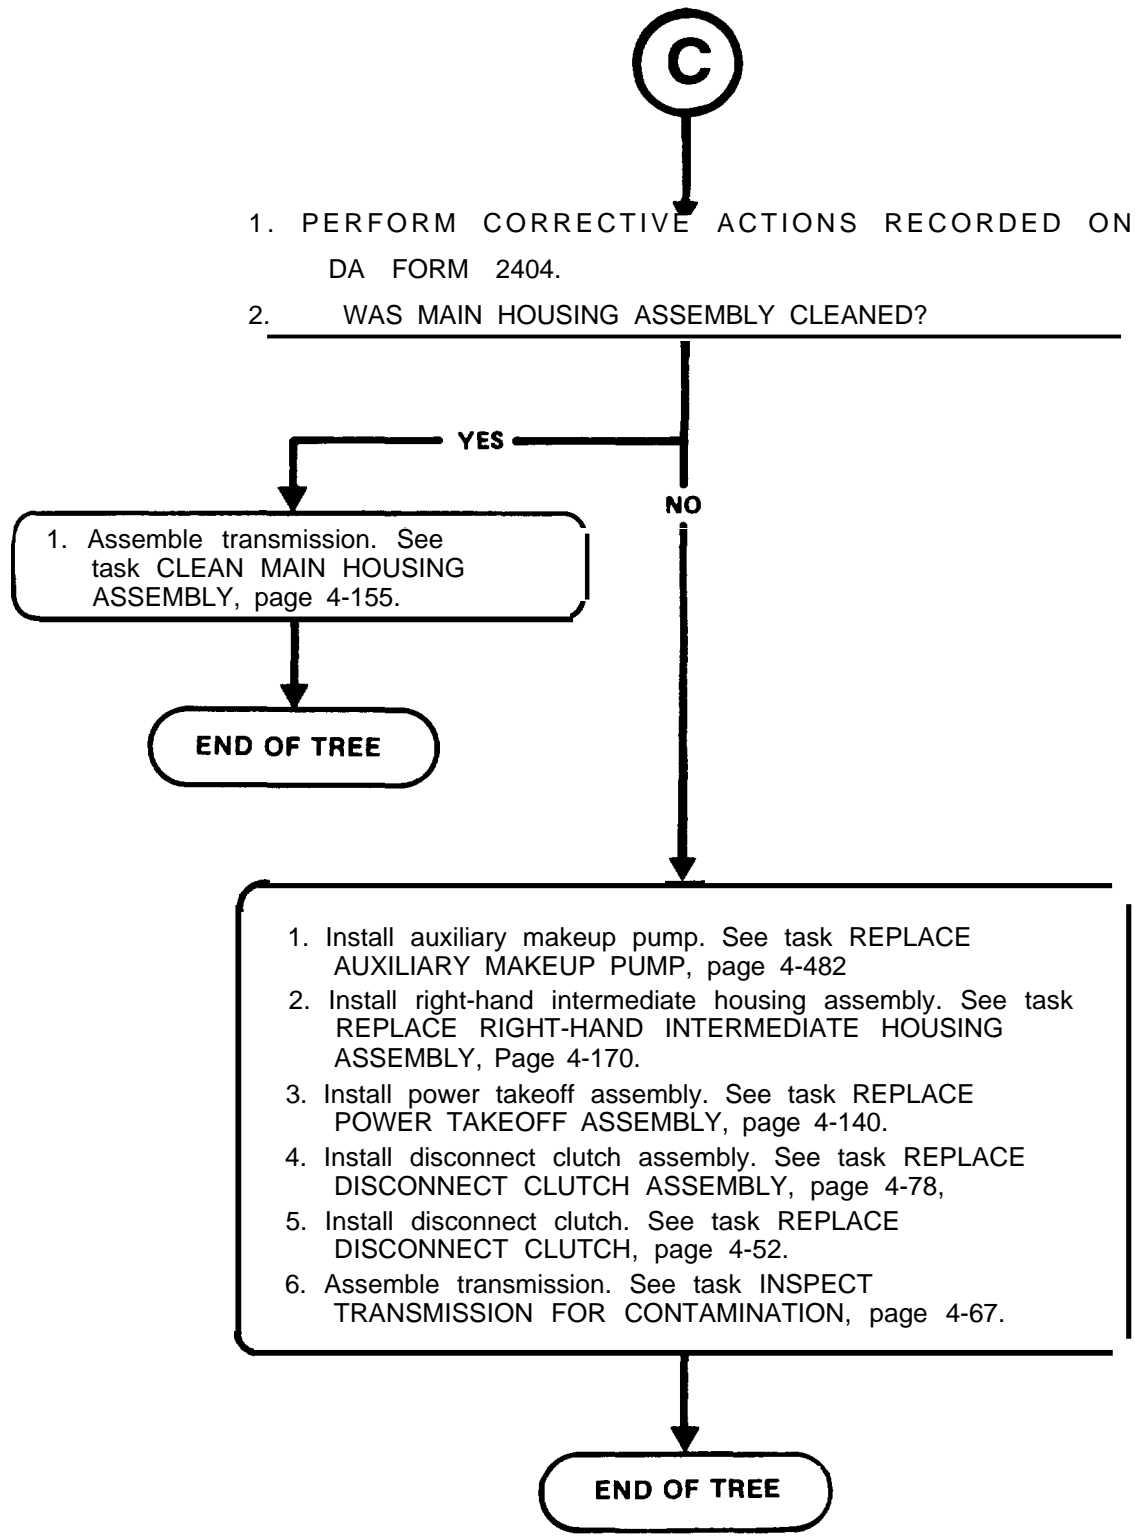 C
1. PERFORM CORRECTIVE ACTIONS RECORDED ON
DA FORM 2404.
2. WAS MAIN HOUSING ASSEMBLY CLEANED?
YES
NO
1. Assemble transmission. See
task CLEAN MAIN HOUSING
ASSEMBLY, page 4-155.
END OF TREE
1. Install auxiliary makeup pump. See task REPLACE
AUXILIARY MAKEUP PUMP, page 4-482
2. Install right-hand intermediate housing assembly. See task
REPLACE RIGHT-HAND INTERMEDIATE HOUSING
ASSEMBLY, Page 4-170.
3. Install power takeoff assembly. See task REPLACE
POWER TAKEOFF ASSEMBLY, page 4-140.
4. Install disconnect clutch assembly. See task REPLACE
DISCONNECT CLUTCH ASSEMBLY, page 4-78,
5. Install disconnect clutch. See task REPLACE
DISCONNECT CLUTCH, page 4-52.
6. Assemble transmission. See task INSPECT
TRANSMISSION FOR CONTAMINATION, page 4-67.
END OF TREE